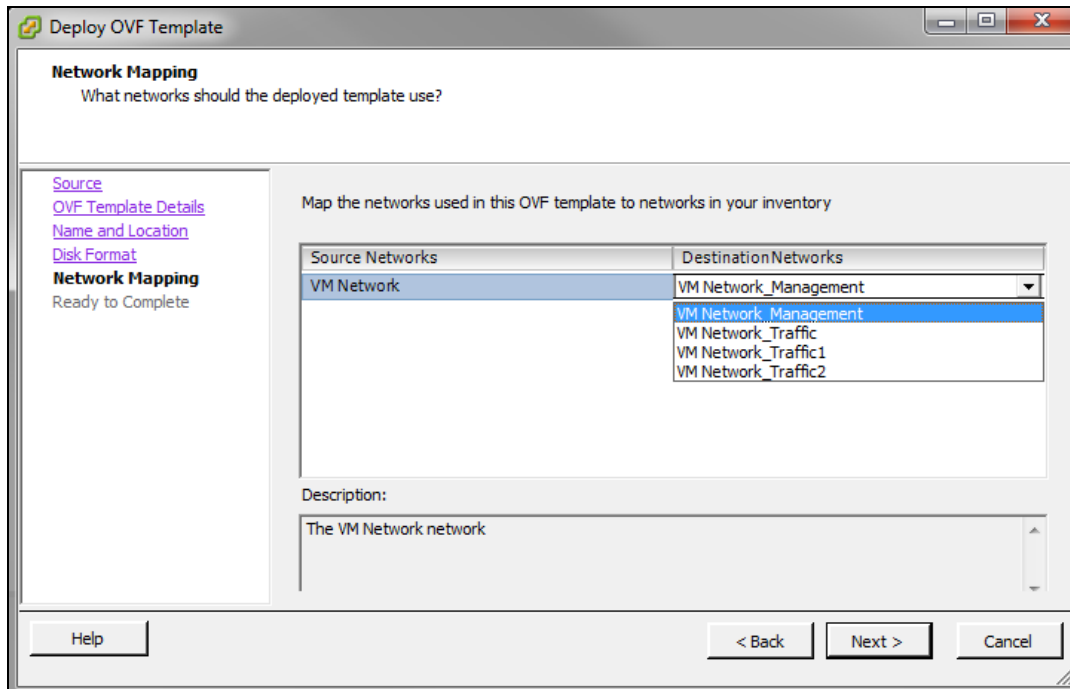 Deploy OVF Template
Network Mapping
What networks should the deployed template use?
Source
OVF Template Details
Name and Location
Disk Format
Network Mapping
Ready to Complete
Map the networks used in this OVF template to networks in your inventory
Source Networks DestinationNetworks
VM Network VM Network_Management
VM Network_Management
VM Network_Traffic
VM Network_Traffic1
VM Network_Traffic2
Description:
The VM Network network
Help < Back Next > Cancel